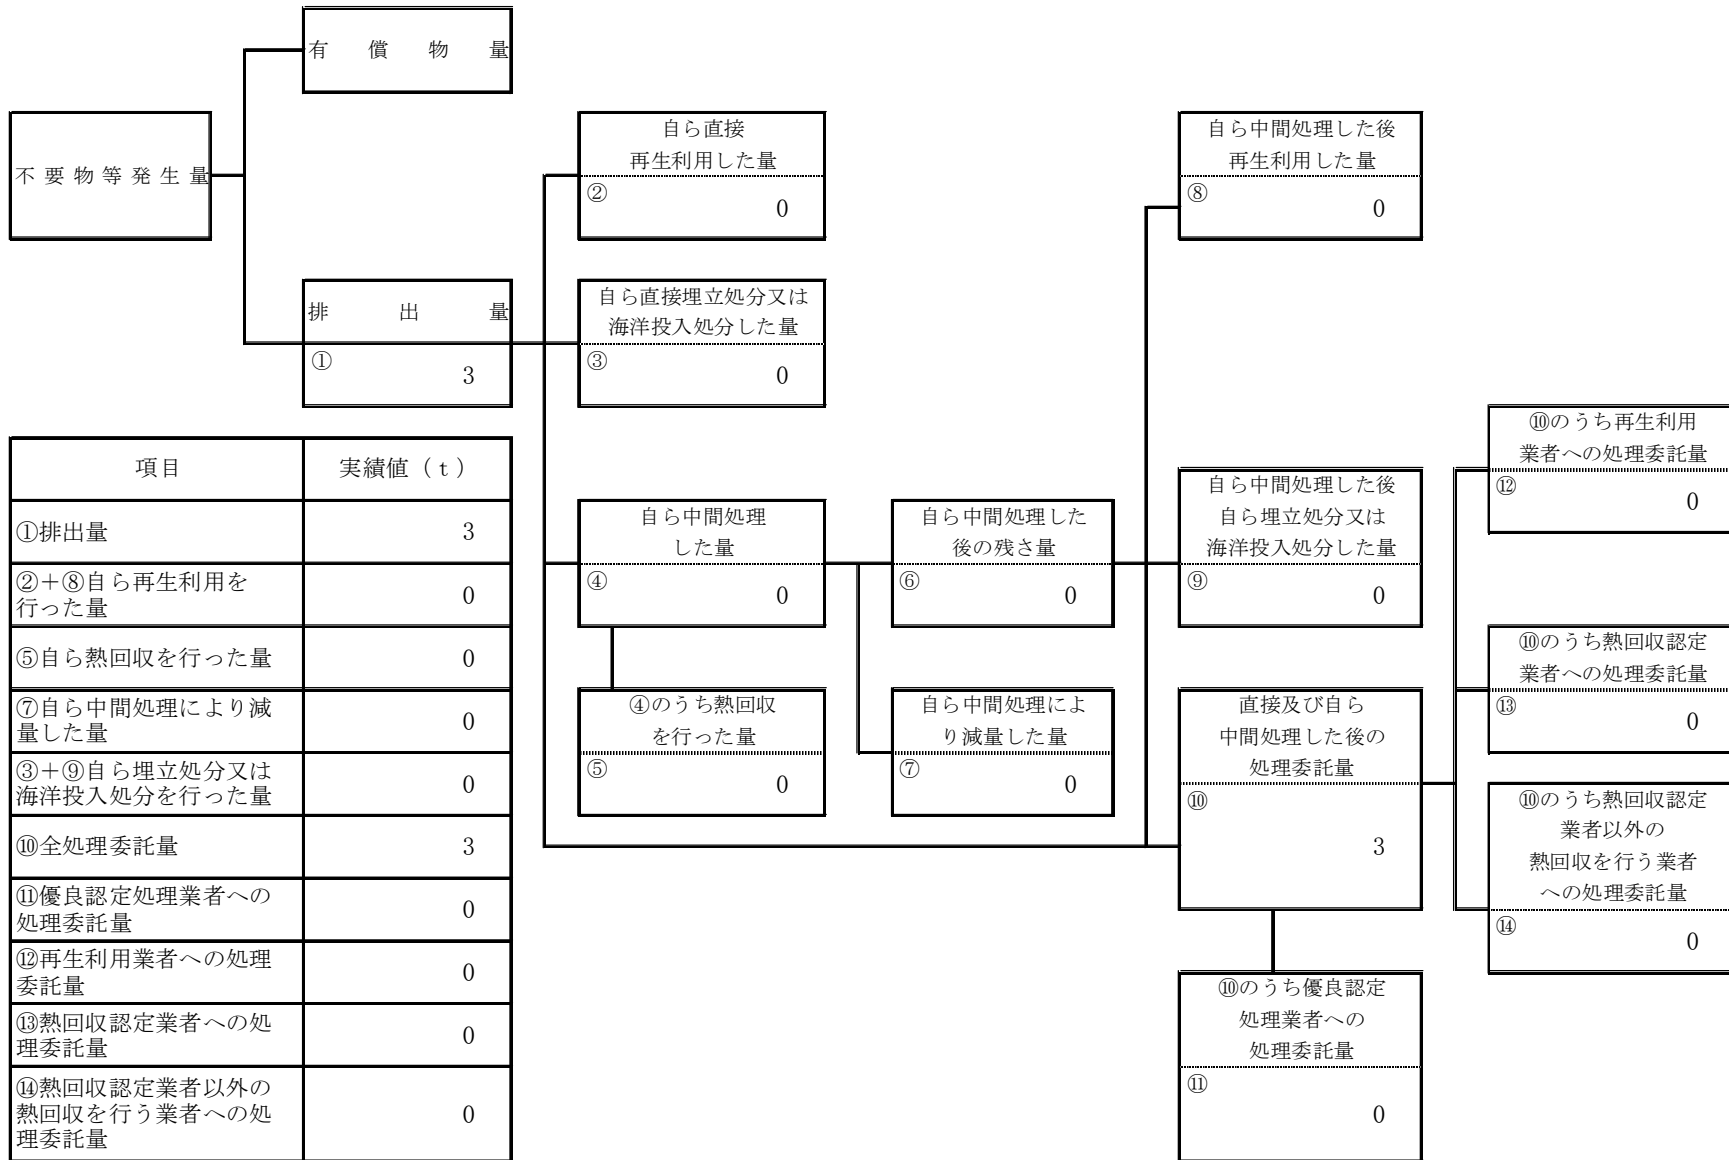 有償物量
不要物等発生量
自ら直接
再生利用した量
②
0
自ら中間処理した後
再生利用した量
⑧
0
排出量
①
3
自ら直接埋立処分又は
海洋投入処分した量
③
0
項目
実績値（t）
①排出量
3
②＋⑧自ら再生利用を
行った量
0
⑤自ら熱回収を行った量
0
⑦自ら中間処理により減
量した量
0
③＋⑨自ら埋立処分又は
海洋投入処分を行った量
0
⑩全処理委託量
3
⑪優良認定処理業者への
処理委託量
0
⑫再生利用業者への処理
委託量
0
⑬熱回収認定業者への処
理委託量
0
⑭熱回収認定業者以外の
熱回収を行う業者への処
理委託量
0
自ら中間処理
した量
④
0
④のうち熱回収
を行った量
⑤
0
自ら中間処理した
後の残さ量
⑥
0
自ら中間処理によ
り減量した量
⑦
0
自ら中間処理した後
自ら埋立処分又は
海洋投入処分した量
⑨
0
直接及び自ら
中間処理した後の
処理委託量
⑩
3
⑩のうち優良認定
処理業者への
処理委託量
⑪
0
⑩のうち再生利用
業者への処理委託量
⑫
0
⑩のうち熱回収認定
業者への処理委託量
⑬
0
⑩のうち熱回収認定
業者以外の
熱回収を行う業者
への処理委託量
⑭
0